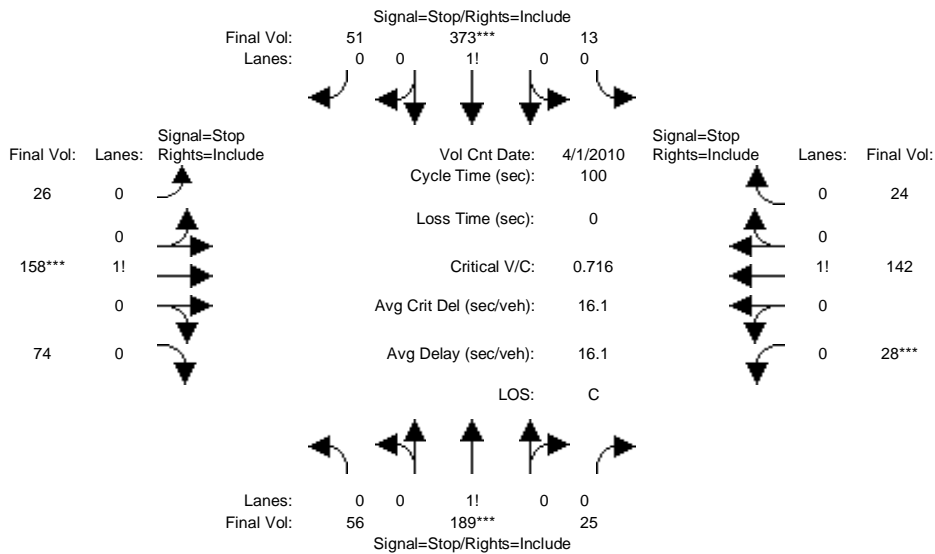 Signal=Stop/Rights=Include
Final Vol: 51 373*** 13
Lanes: 0 0 1! 0 0
Signal=Stop
Final Vol: Lanes: Rights=Include
Vol Cnt Date: 4/1/2010
Signal=Stop
Rights=Include Lanes: Final Vol:
Cycle Time (sec): 100
26 0
0 24
Loss Time (sec): 0
0
0
158*** 1!
Critical V/C: 0.716
1! 142
0
Avg Crit Del (sec/veh): 16.1
0
74 0
Avg Delay (sec/veh): 16.1
0 28***
LOS: C
Lanes: 0 0 1! 0 0
Final Vol: 56 189*** 25
Signal=Stop/Rights=Include